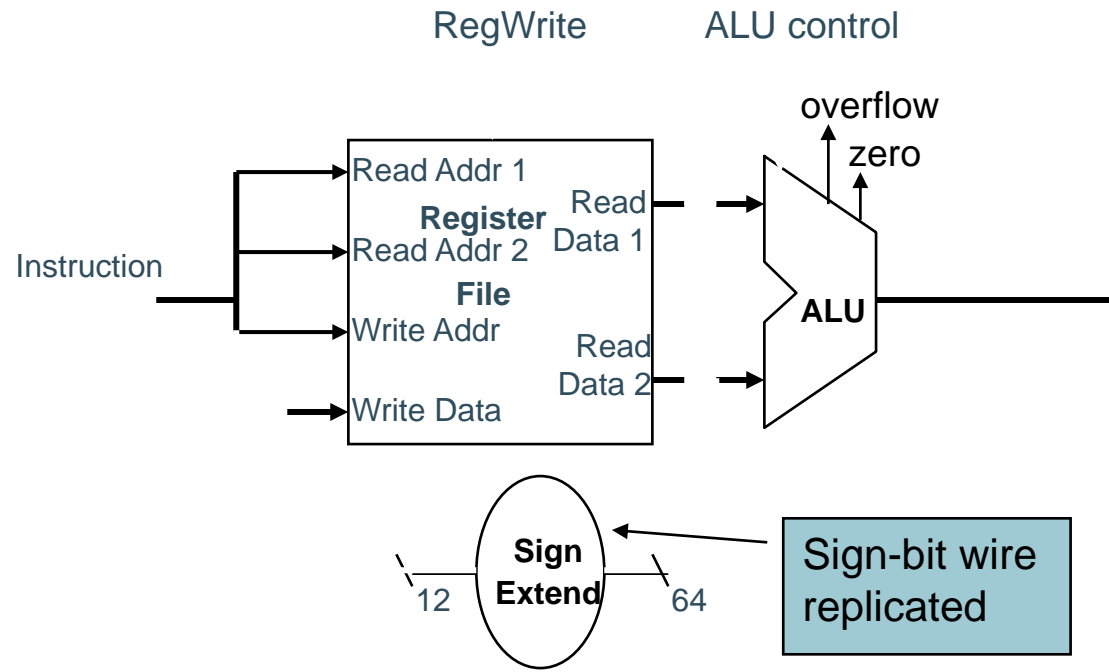 RegWrite
ALU control
overflow
zero
Instruction
Read Addr 1
Register
Read Addr 2
File
Write Addr
Write Data
Read
Data 1
Read
Data 2
ALU
Sign
Extend
12
64
Sign-bit wire
replicated